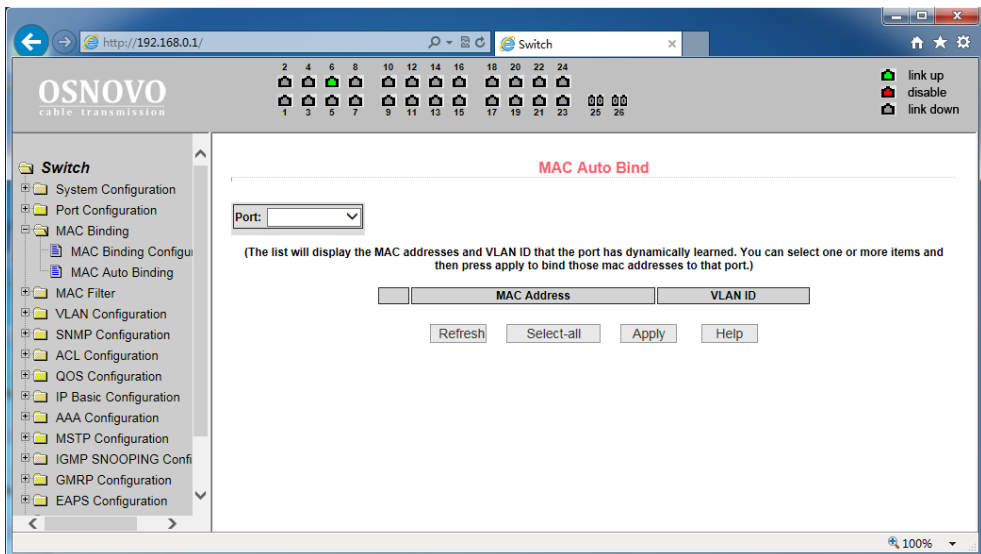 http://192.168.0.1/
Switch
OSNOVO
cable transmission
2 4 6 8 10 12 14 16 18 20 22 24
1 3 5 7 9 11 13 15 17 19 21 23 25 26
link up
disable
link down
Switch
System Configuration
Port Configuration
MAC Binding
MAC Binding Configur
MAC Auto Binding
MAC Filter
VLAN Configuration
SNMP Configuration
ACL Configuration
QOS Configuration
IP Basic Configuration
AAA Configuration
MSTP Configuration
IGMP SNOOPING Confi
GMRP Configuration
EAPS Configuration
MAC Auto Bind
Port:
(The list will display the MAC addresses and VLAN ID that the port has dynamically learned. You can select one or more items and
then press apply to bind those mac addresses to that port.)
MAC Address VLAN ID
Refresh Select-all Apply Help
100%